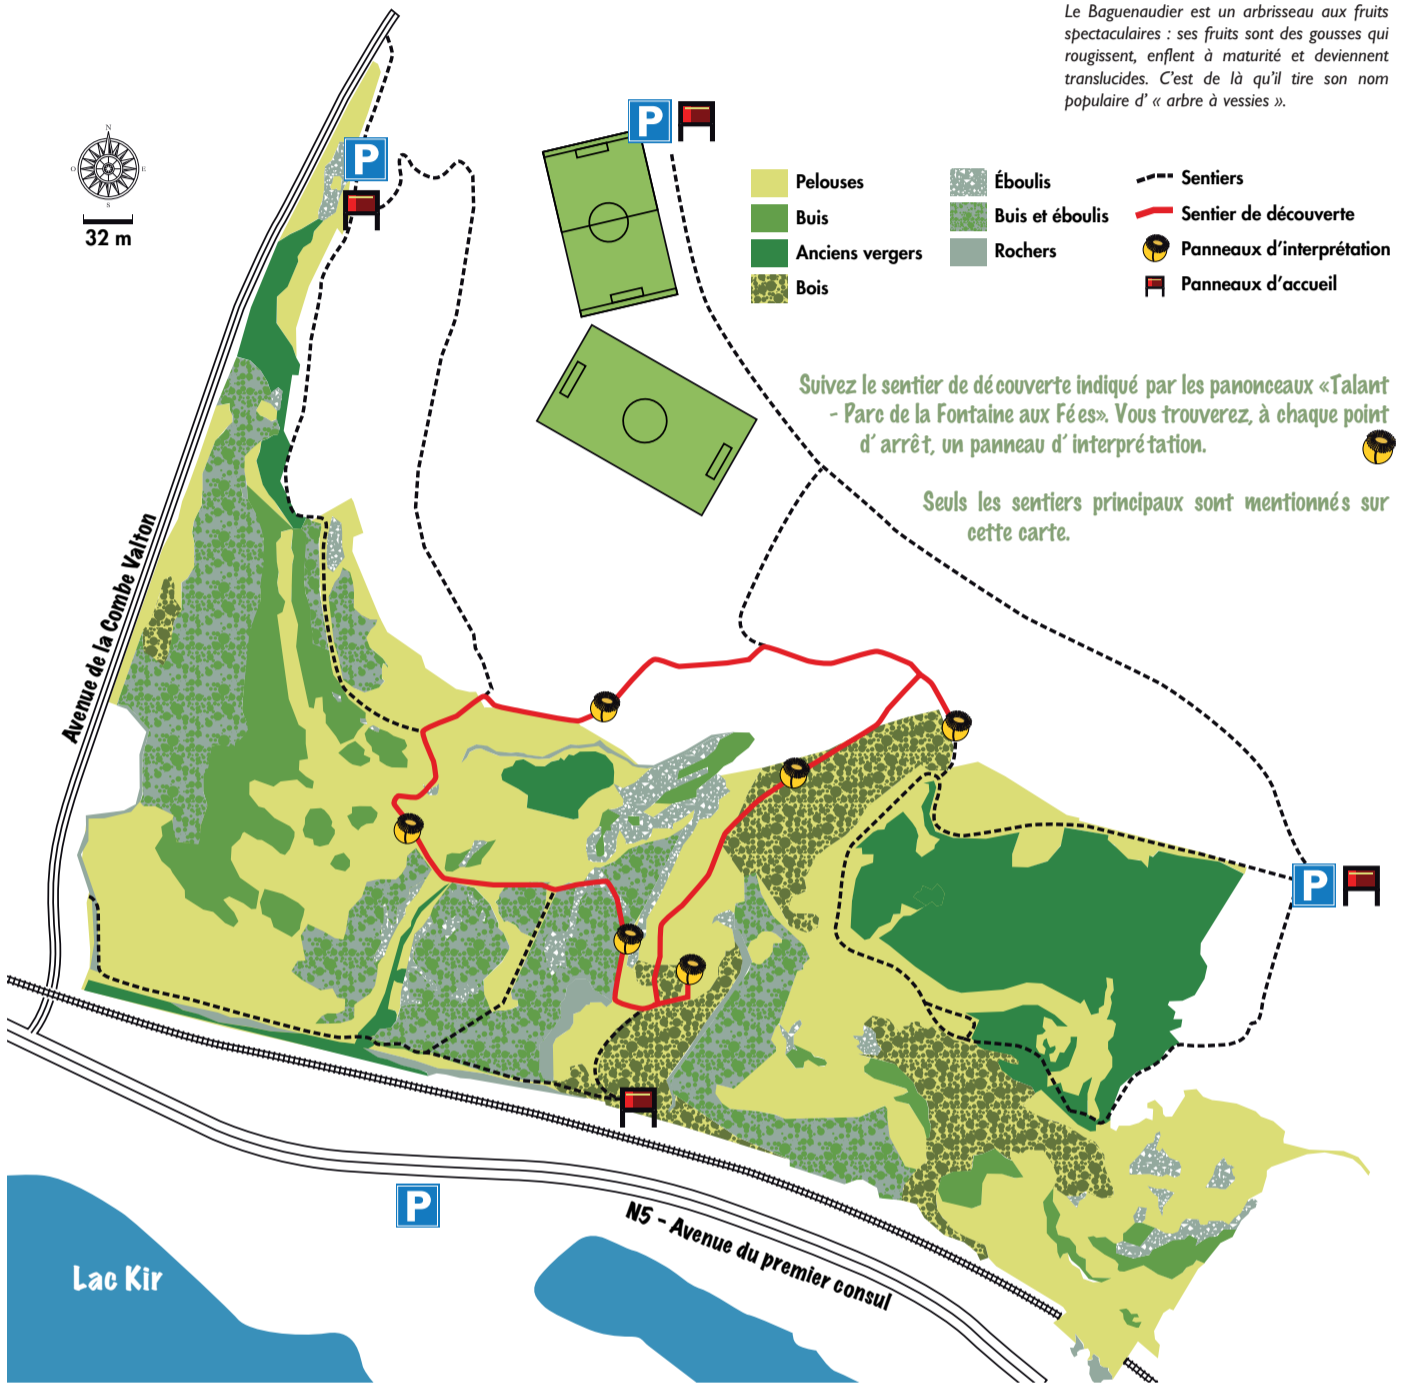 Le Baguenaudier est un arbrisseau aux fruits
spectaculaires : ses fruits sont des gousses qui
rougissent, enflent à maturité et deviennent
translucides. C'est de là qu'il tire son nom
populaire d' « arbre à vessies ».
N
O
E
S
32 m
P
P
Pelouses
Buis
Anciens vergers
Bois
Éboulis
Buis et éboulis
Rochers
Sentiers
Sentier de découverte
Panneaux d'interprétation
Panneaux d'accueil
Suivez le sentier de découverte indiqué par les panonceaux «Talant
- Parc de la Fontaine aux Fées». Vous trouverez, à chaque point
d'arrêt, un panneau d'interprétation.
Seuls les sentiers principaux sont mentionnés sur
cette carte.
Avenue de la Combe Valton
P
P
N5 - Avenue du premier consul
Lac Kir